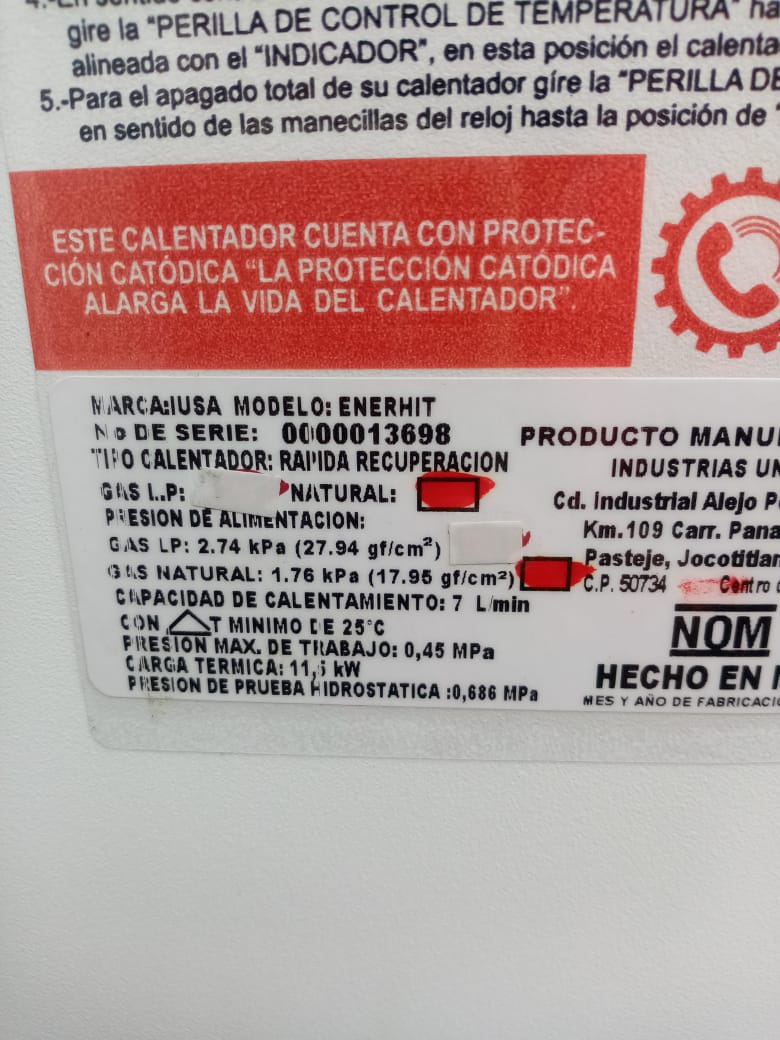 gire la "PERILLA DE CONTROL DE TEMPERATURA" ha
alineada con el "INDICADOR", en esta posición el calenta
5.-Para el apagado total de su calentador gíre la "PERILLA DE
en sentido de las manecillas del reloj hasta la posición de
ESTE CALENTADOR CUENTA CON PROTEC-
CIÓN CATÓDICA "LA PROTECCIÓN CATÓDICA
ALARGA LA VIDA DEL CALENTADOR".
MARCA:IUSA MODELO: ENERHIT
No DE SERIE: 0000013698
TIPO CALENTADOR: RAPIDA RECUPERACION
GAS L.P: NATURAL:
PRESION DE ALIMENTACION:
GAS LP: 2.74 kPa (27.94 gf/cm²)
GAS NATURAL: 1.76 kPa (17.95 gf/cm²)
CAPACIDAD DE CALENTAMIENTO: 7 L/min
CON △T MINIMO DE 25°C
PRESION MAX. DE TRABAJO: 0,45 MPa
CARGA TERMICA: 11,6 kW
PRESION DE PRUEBA HIDROSTATICA :0,686 MPa
PRODUCTO MANU
INDUSTRIAS UN
Cd. industrial Alejo P
Km.109 Carr. Pana
Pasteje, Jocotitlan
C.P. 50734 Centro
NOM
HECHO EN
MES Y AÑO DE FABRICACIO